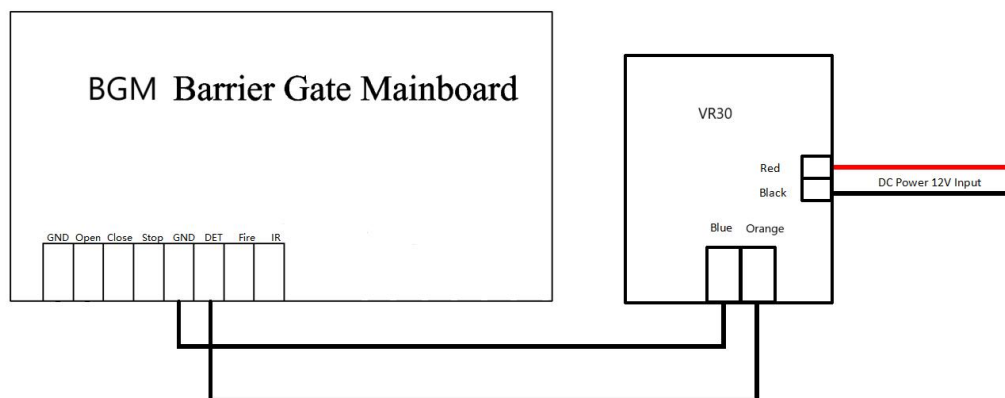 BGM Barrier Gate Mainboard
VR30
Red
DC Power 12V Input
Black
Blue Orange
GND Open Close Stop GND DET Fire IR